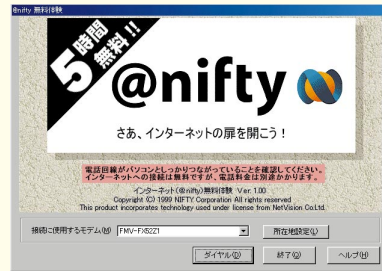 @nifty 無料体験
5時間
無料!!
@nifty
さあ、インターネットの扉を開こう！
電話回線がパソコンとしっかりつながっていることを確認してください。
インターネットへの接続は無料ですが、電話料金は別途かかります。
インターネット(@nifty)無料体験 Ver. 1.00
Copyright (C) 1999 NIFTY Corporation All rights reserved
This product incorporates technology used under license from NetVision Co.Ltd.
接続に使用するモデム(M) FMV-FX52Z1 所在地設定(L)
ダイヤル(D) 終了(Q) ヘルプ(H)